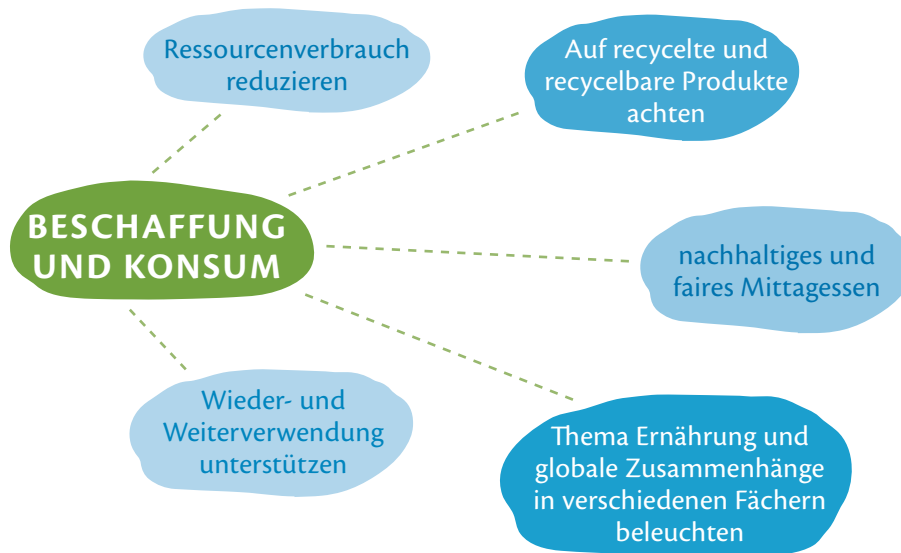 Ressourcenverbrauch
reduzieren
Auf recycelte und
recycelbare Produkte
achten
BESCHAFFUNG
UND KONSUM
nachhaltiges und
faires Mittagessen
Wieder- und
Weiterverwendung
unterstützen
Thema Ernährung und
globale Zusammenhänge
in verschiedenen Fächern
beleuchten